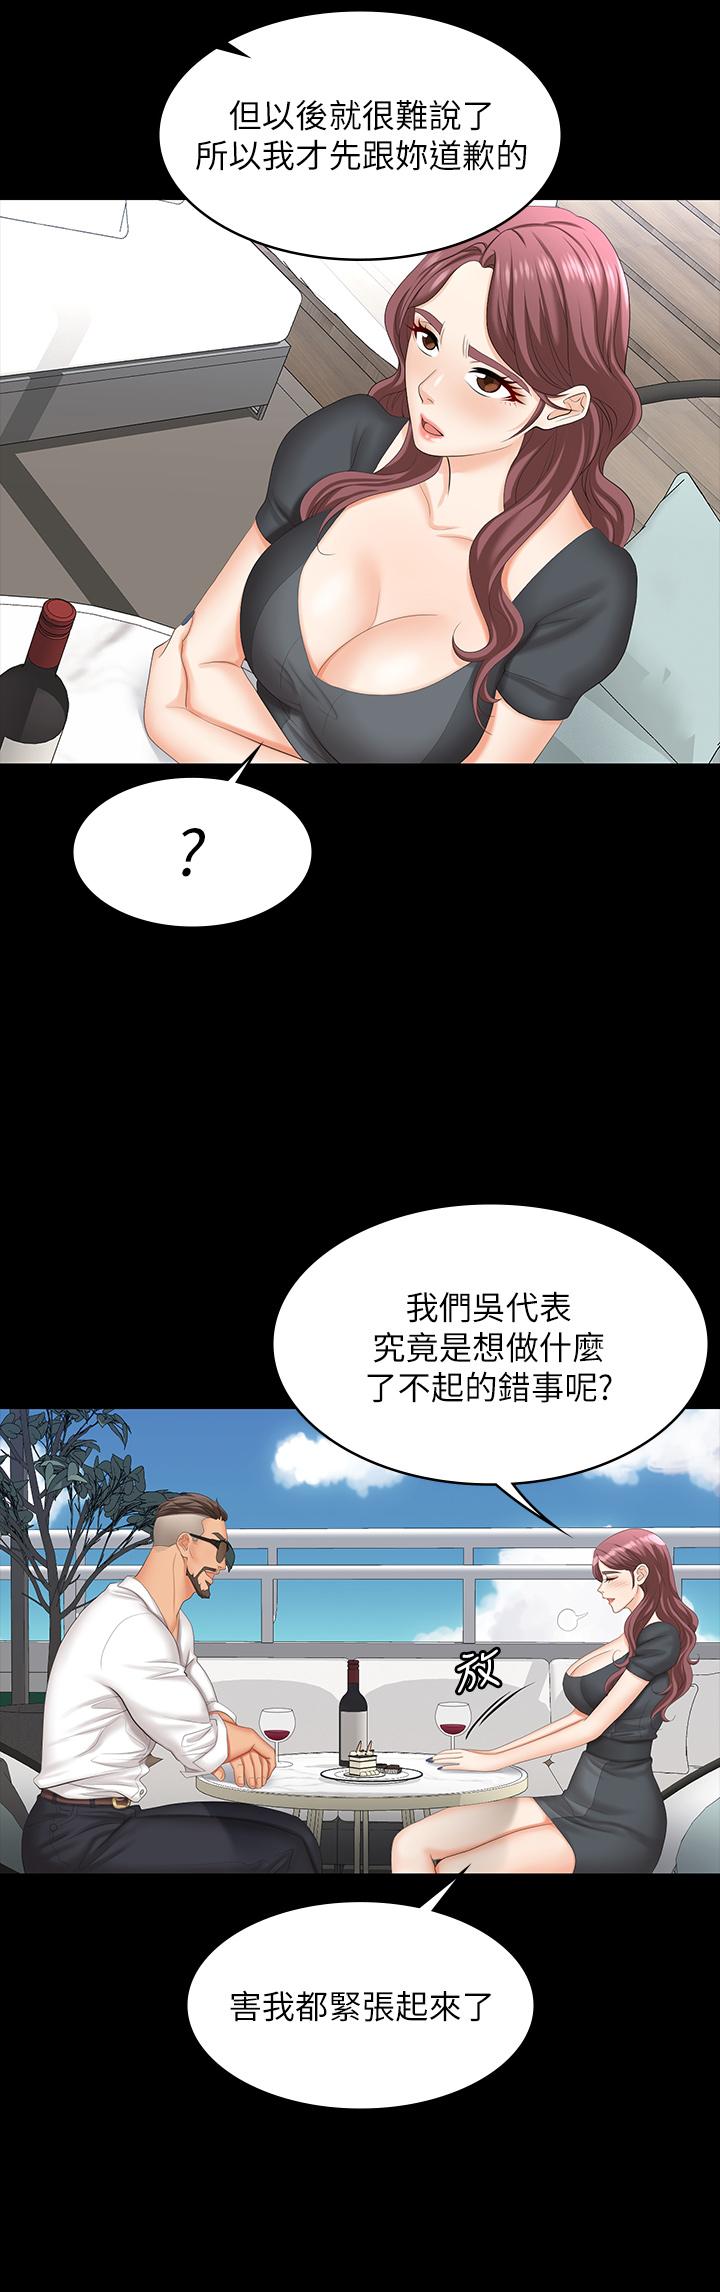 但以後就很難說了
所以我才先跟妳道歉的
?
我們吳代表
究竟是想做什麼
了不起的錯事呢?
放
害我都緊張起來了